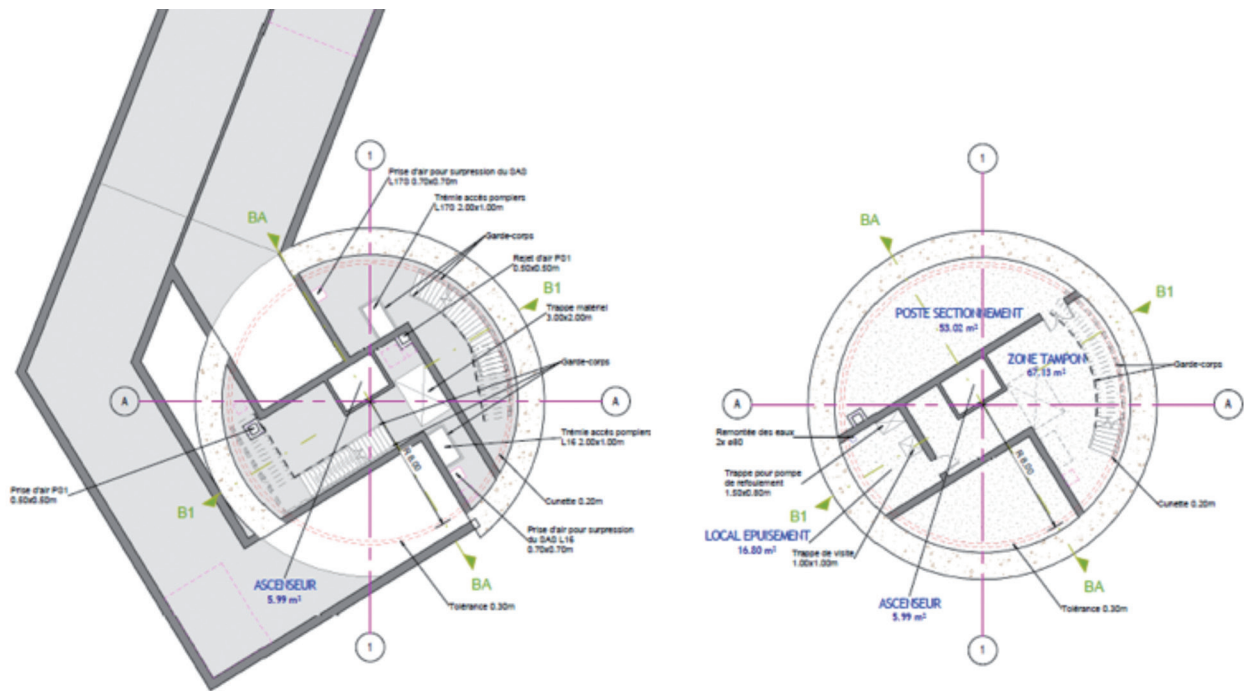 1
Prise d'air pour surpression du SAS
L170 0.70x0.70m
Trémie accès pompiers
L170 2.00x1.00m
BA
Garde-corps
Rejet d'air P01
0.50x0.50m
B1
Trappe matériel
3.00x2.00m
Garde-corps
A
A
R 8.00
Trémie accès pompiers
L16 2.00x1.00m
Prise d'air P01
0.50x0.50m
B1
Cunette 0.20m
Prise d'air pour surpression
du SAS L16
0.70x0.70m
ASCENSEUR
5.99 m²
BA
Tolérance 0.30m
1
1
BA
B1
POSTE SECTIONNEMENT
53.02 m²
ZONE TAMPON
67.13 m²
Garde-corps
A
A
Remontée des eaux
2x ø80
R 8.00
Trappe pour pompe
de refoulement
1.50x0.80m
Cunette 0.20m
B1
LOCAL EPUISEMENT
16.80 m²
Trappe de visite
1.00x1.00m
BA
ASCENSEUR
5.99 m²
Tolérance 0.30m
1